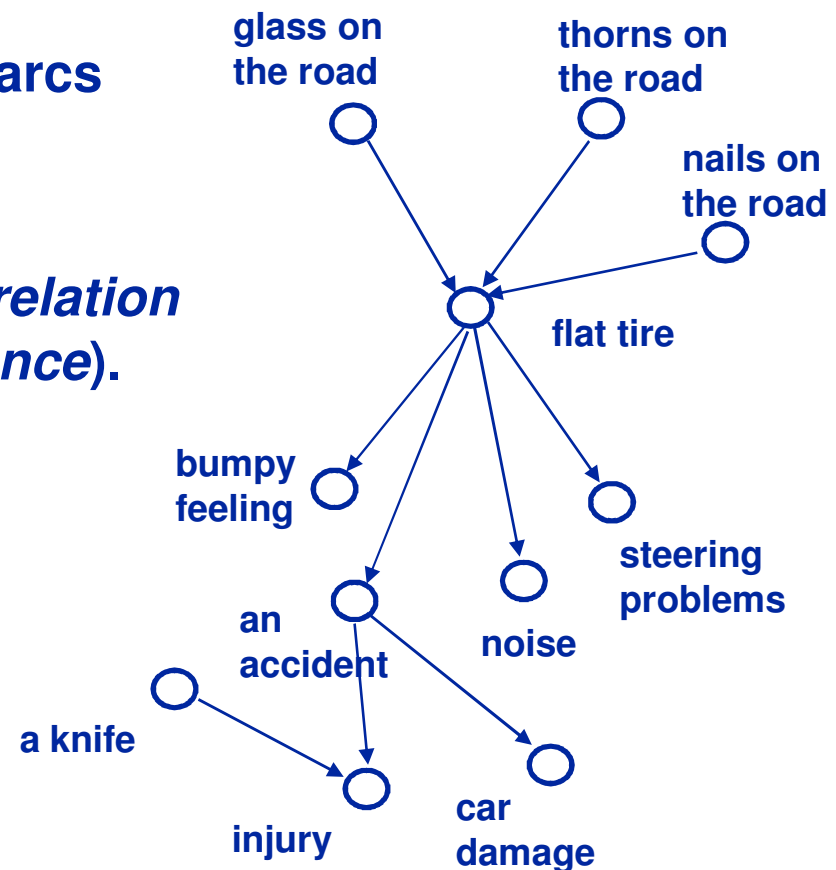 arcs
relation
nce).
glass on
the road
thorns on
the road
nails on
the road
flat tire
bumpy
feeling
steering
problems
an
accident
noise
a knife
injury
car
damage